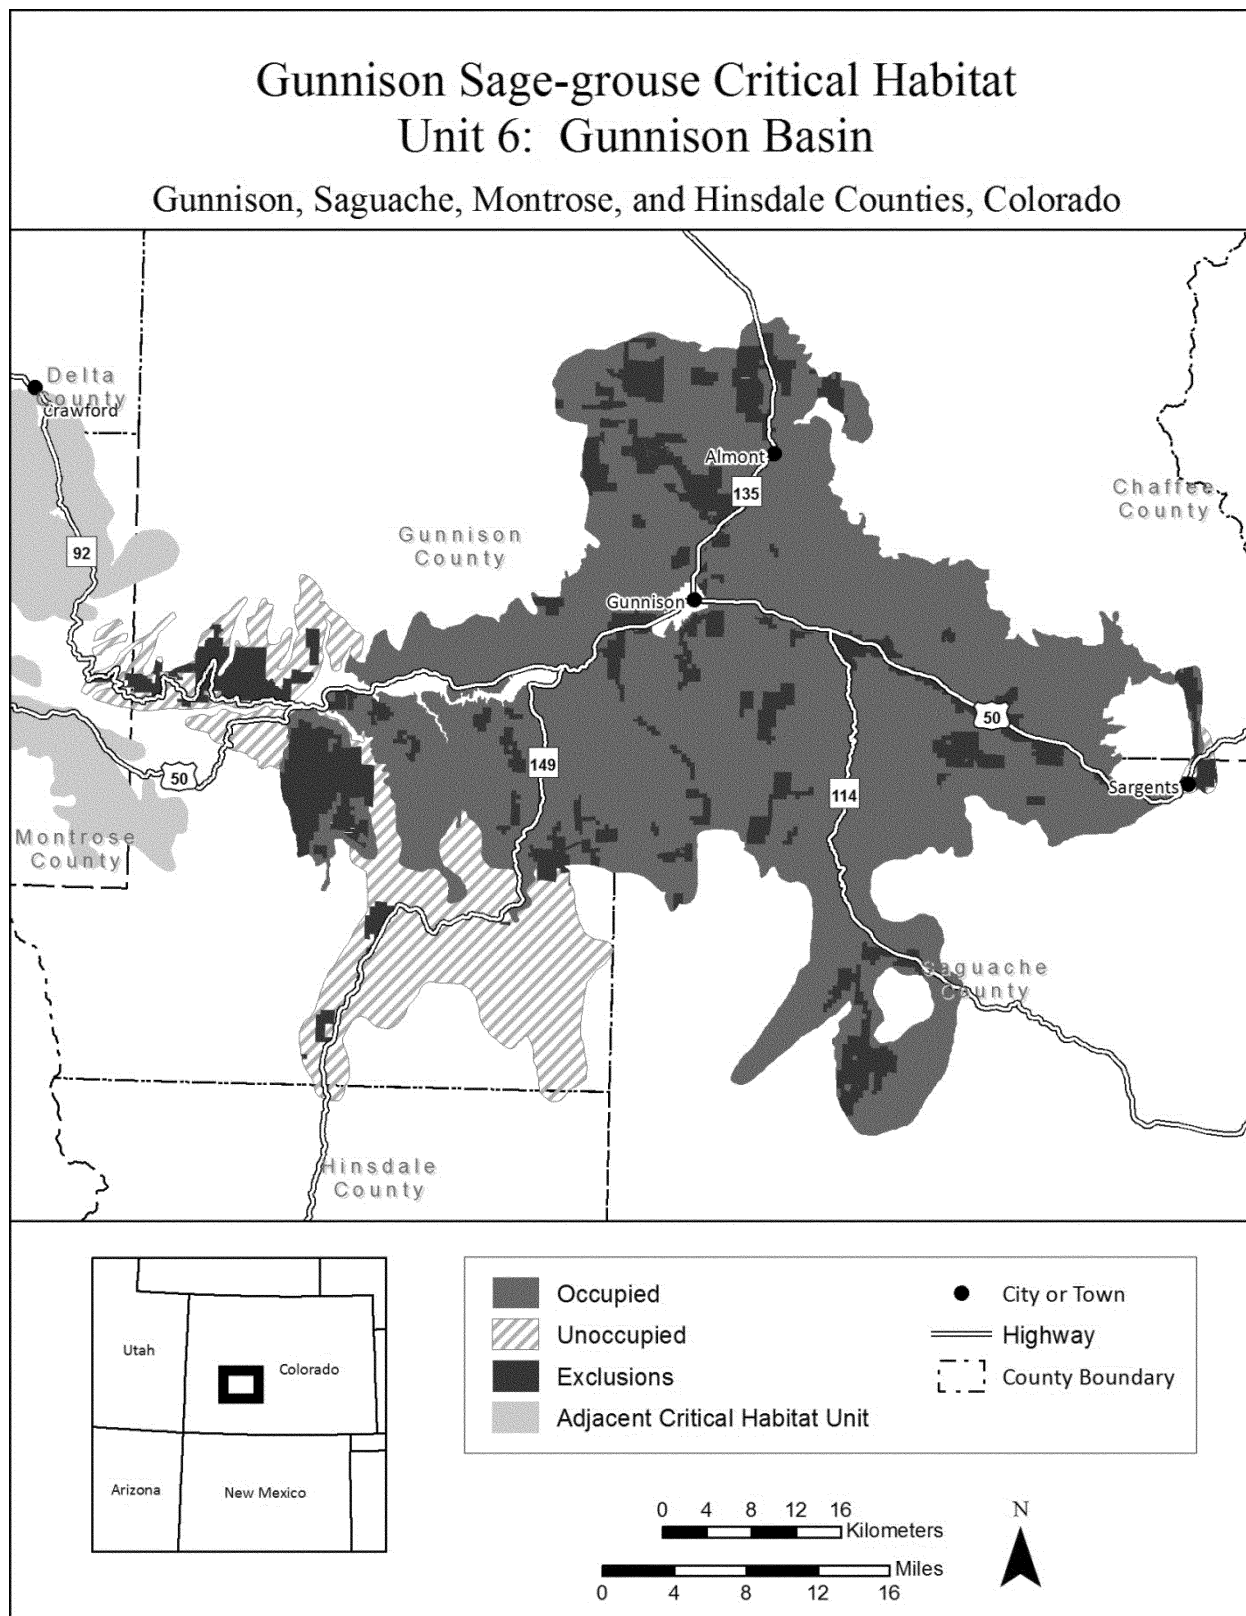 Gunnison Sage-grouse Critical Habitat
Unit 6: Gunnison Basin
Gunnison, Saguache, Montrose, and Hinsdale Counties, Colorado
Delta
County
Crawford
Almont
135
Chaffee
County
Gunnison
County
92
Gunnison
50
149
50
114
Sargents
Montrose
County
Saguache
County
Hinsdale
County
Utah
Colorado
Arizona
New Mexico
Occupied
Unoccupied
Exclusions
Adjacent Critical Habitat Unit
City or Town
Highway
County Boundary
0 4 8 12 16
Kilometers
Miles
0 4 8 12 16
N